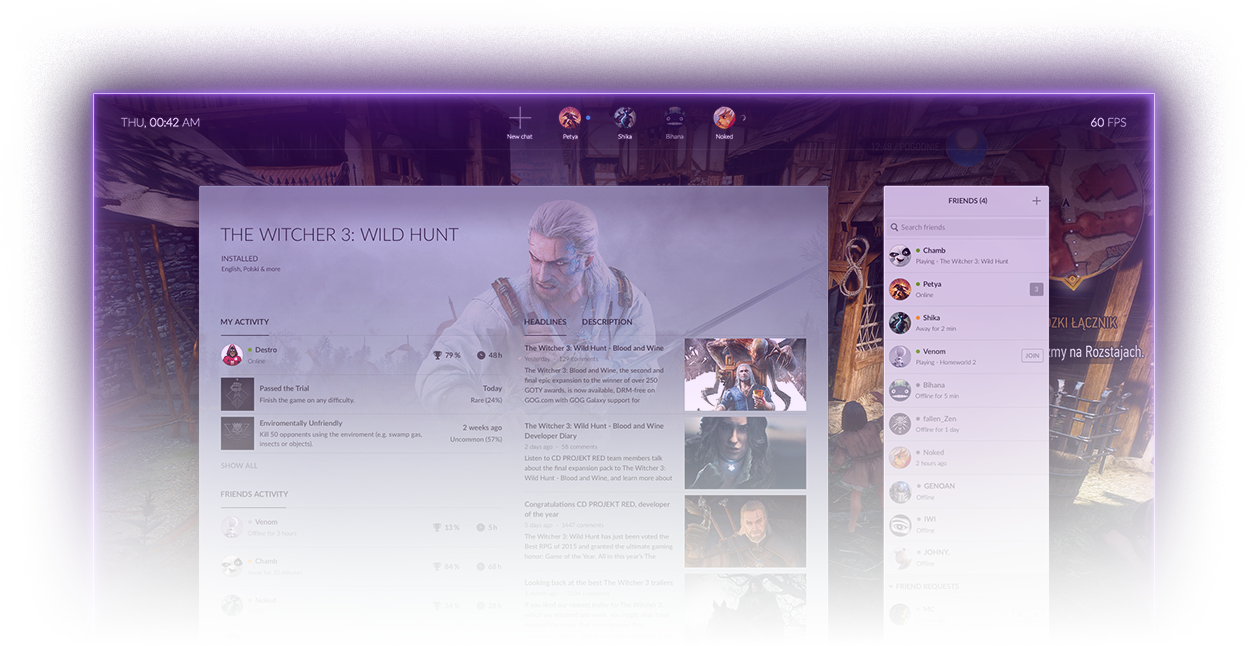 THU, 00:42 AM
New chat
Petya
Shika
Bihana
Noked
60 FPS
12:48 / POGODNIE
THE WITCHER 3: WILD HUNT
INSTALLED
English, Polski & more
MY ACTIVITY
Destro
Online
79 %
48 h
Passed the Trial
Finish the game on any difficulty.
Today
Rare (24%)
Enviromentally Unfriendly
Kill 50 opponents using the enviroment (e.g. swamp gas,
insects or objects).
2 weeks ago
Uncommon (57%)
SHOW ALL
FRIENDS ACTIVITY
Venom
Offline for 3 hours
13 %
5 h
Chamb
64 %
68 h
HEADLINES
DESCRIPTION
The Witcher 3: Wild Hunt - Blood and Wine
Yesterday - 129 comments
The Witcher 3: Blood and Wine, the second and
final epic expansion to the winner of over 250
GOTY awards, is now available, DRM-free on
GOG.com with GOG Galaxy support for
The Witcher 3: Wild Hunt - Blood and Wine
Developer Diary
2 days ago - 58 comments
Listen to CD PROJEKT RED team members talk
about the final expansion pack to The Witcher 3:
Wild Hunt - Blood and Wine, and learn more about
Congratulations CD PROJEKT RED, developer
of the year
5 days ago - 3647 comments
The Witcher 3: Wild Hunt has just been voted the
Best RPG of 2015 and granted the ultimate gaming
honor: Game of the Year. All in this year's The
Looking back at the best The Witcher 3 trailers
FRIENDS (4)
Search friends
Chamb
Playing - The Witcher 3: Wild Hunt
Petya
Online
3
Shika
Away for 2 min
Venom
Playing - Homeworld 2
JOIN
Bihana
Offline for 5 min
fallen_Zen
Offline for 1 day
Noked
2 hours ago
GENOAN
Offline
IWI
Offline
JOHNY
Offline
FRIEND REQUESTS
ŁĄCZNIK
my na Rozstajach.